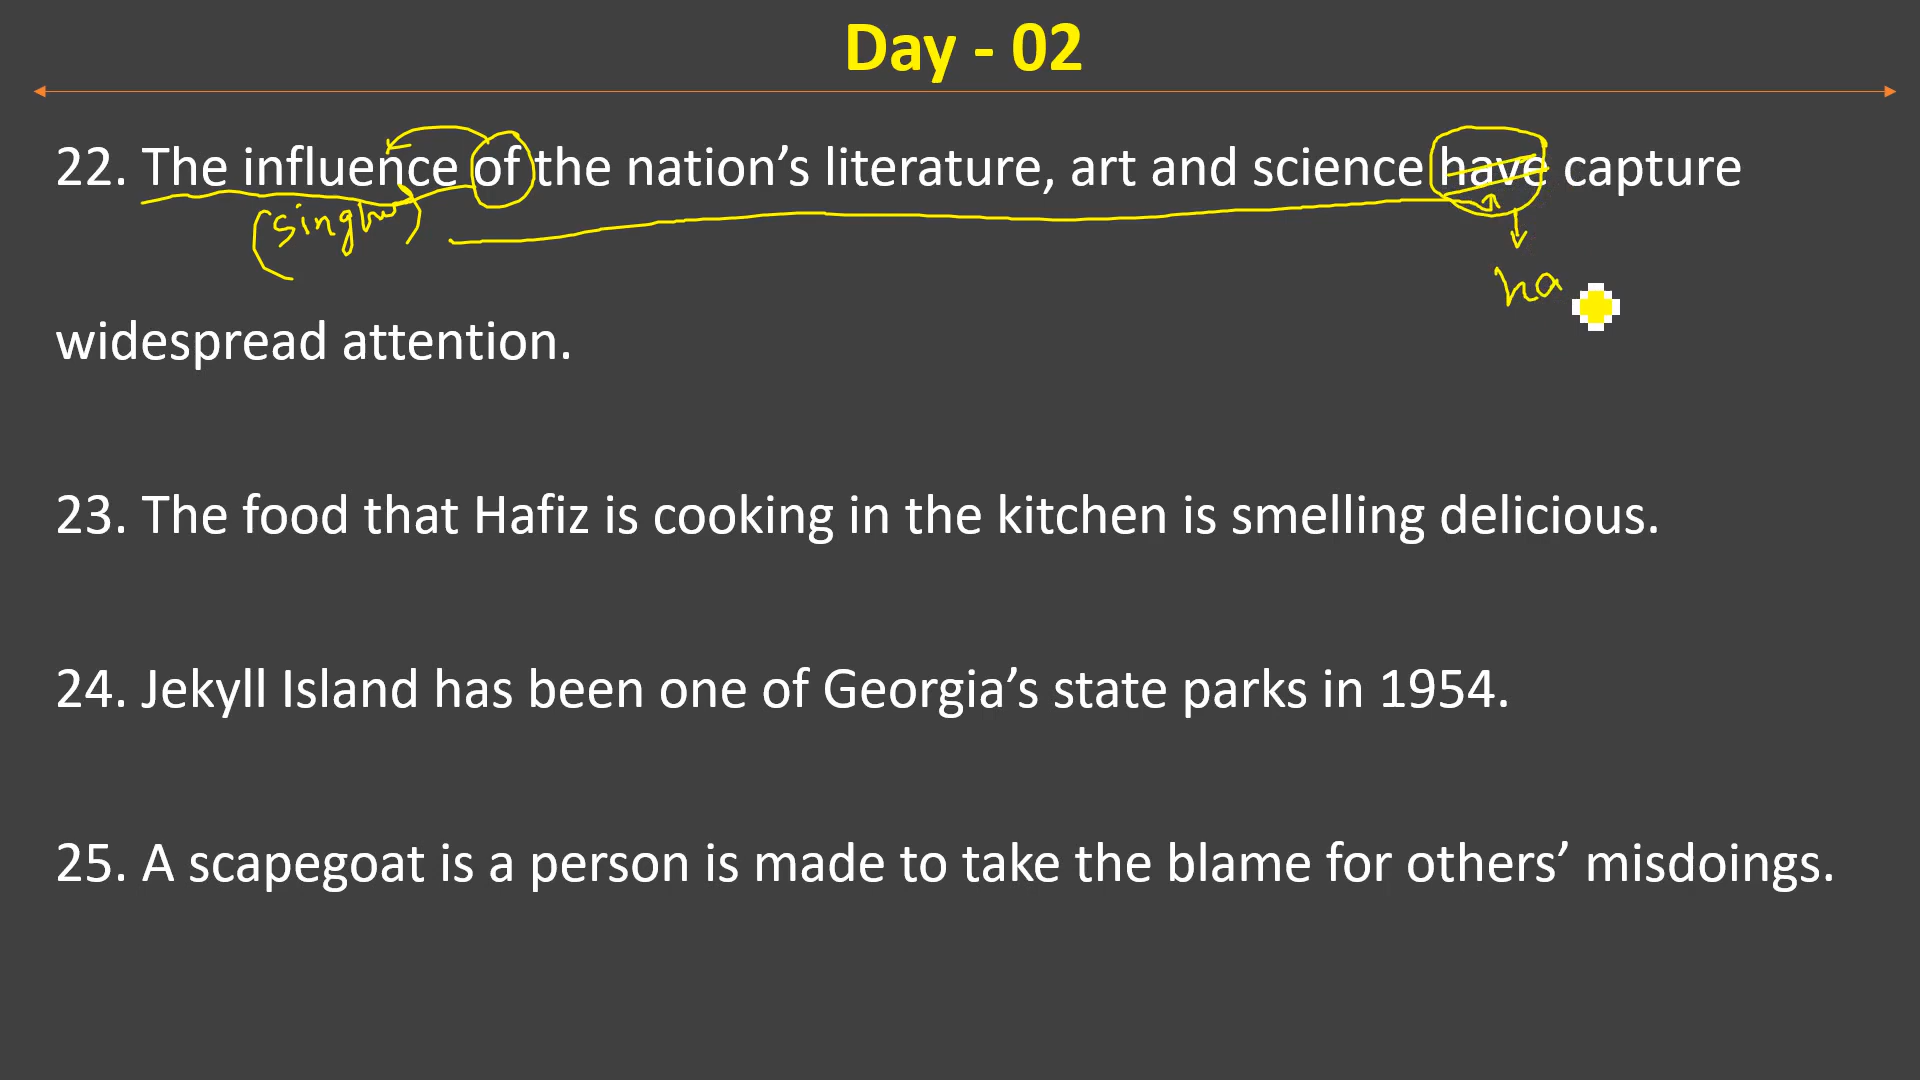 Day - 02
22. The influence of the nation’s literature, art and science have capture
(singlu)
ha
widespread attention.
23. The food that Hafiz is cooking in the kitchen is smelling delicious.
24. Jekyll Island has been one of Georgia’s state parks in 1954.
25. A scapegoat is a person is made to take the blame for others’ misdoings.